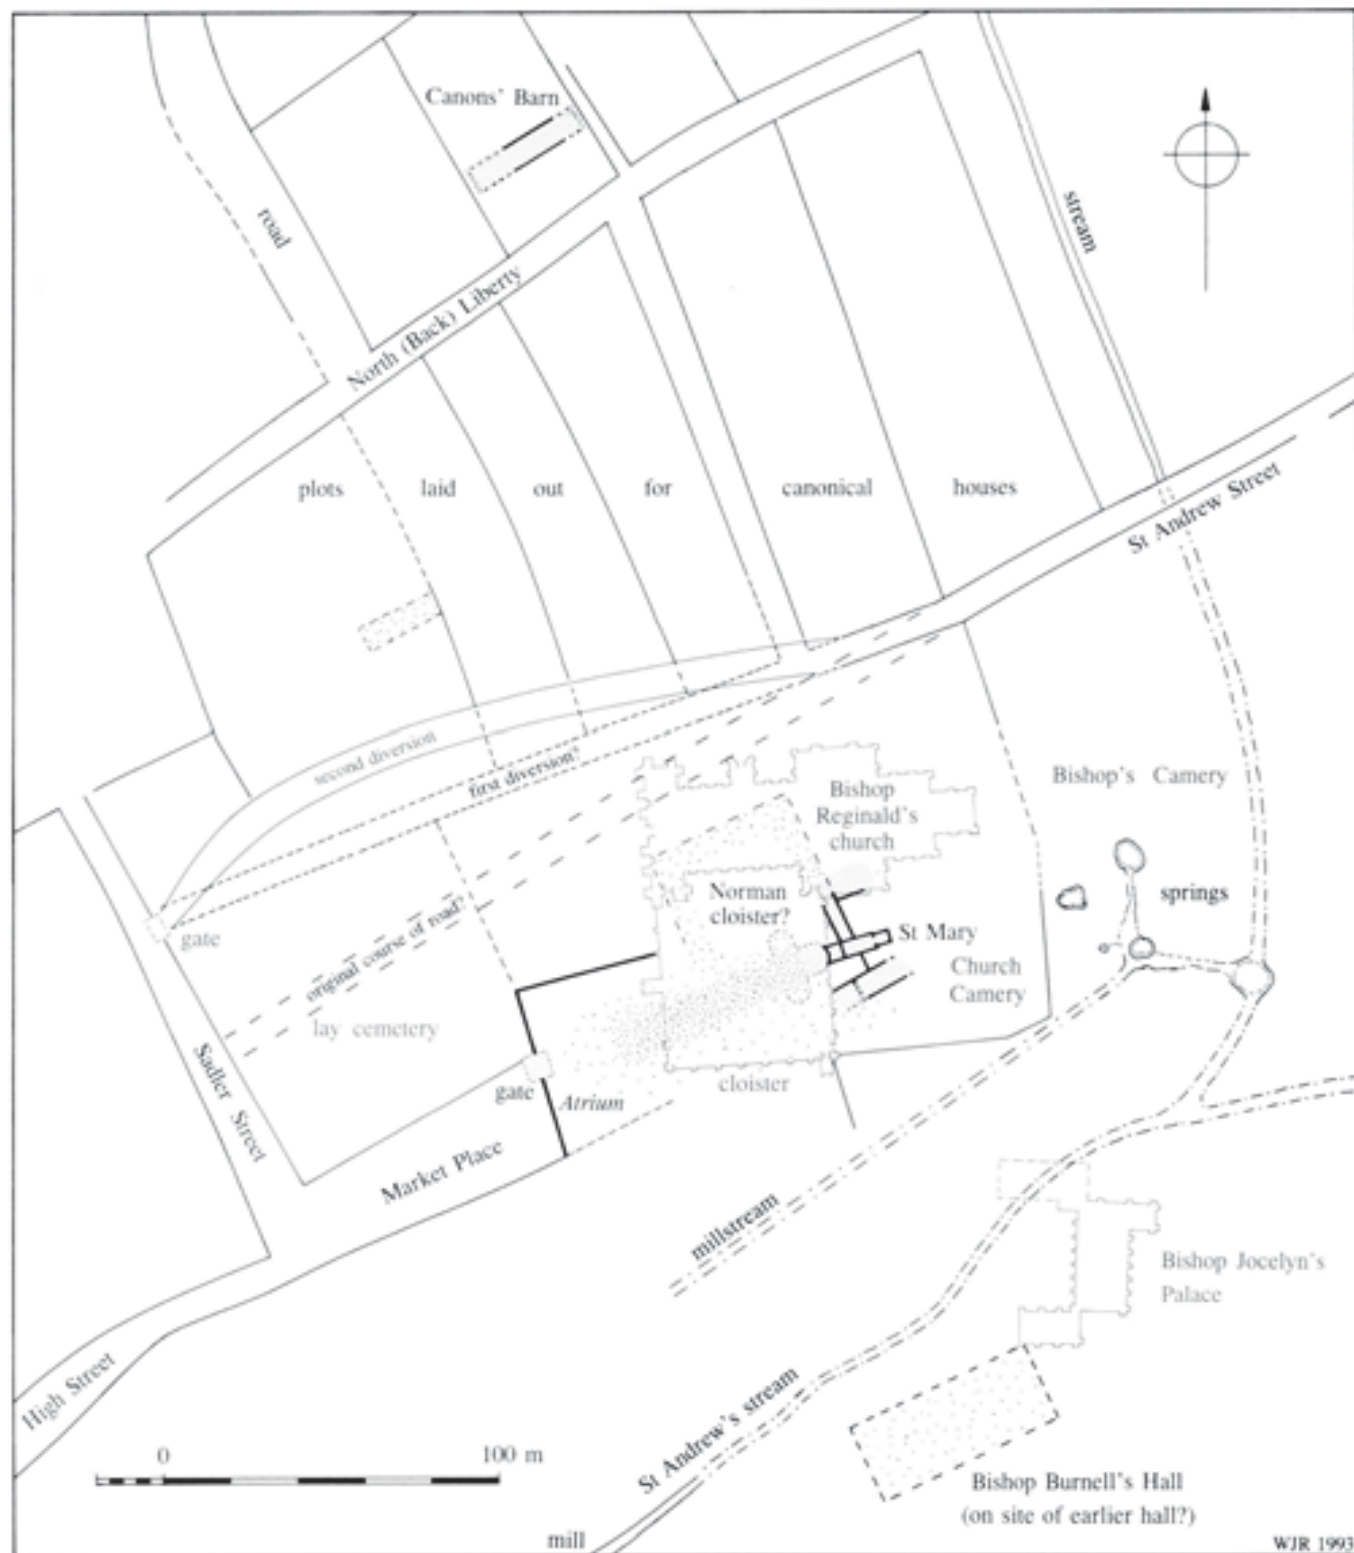 Canons' Barn
road
stream
North (Back) Liberty
plots laid out for canonical houses
St Andrew Street
second diversion
first diversion?
Bishop
Reginald's
church
Bishop's Camery
Norman
cloister?
springs
St Mary
gate
original course of road?
Church
Camery
lay cemetery
Sadler Street
gate
Atrium
cloister
Market Place
millstream
Bishop Jocelyn's
Palace
High Street
St Andrew's stream
0 100 m
Bishop Burnell's Hall
(on site of earlier hall?)
mill
WJR 1993